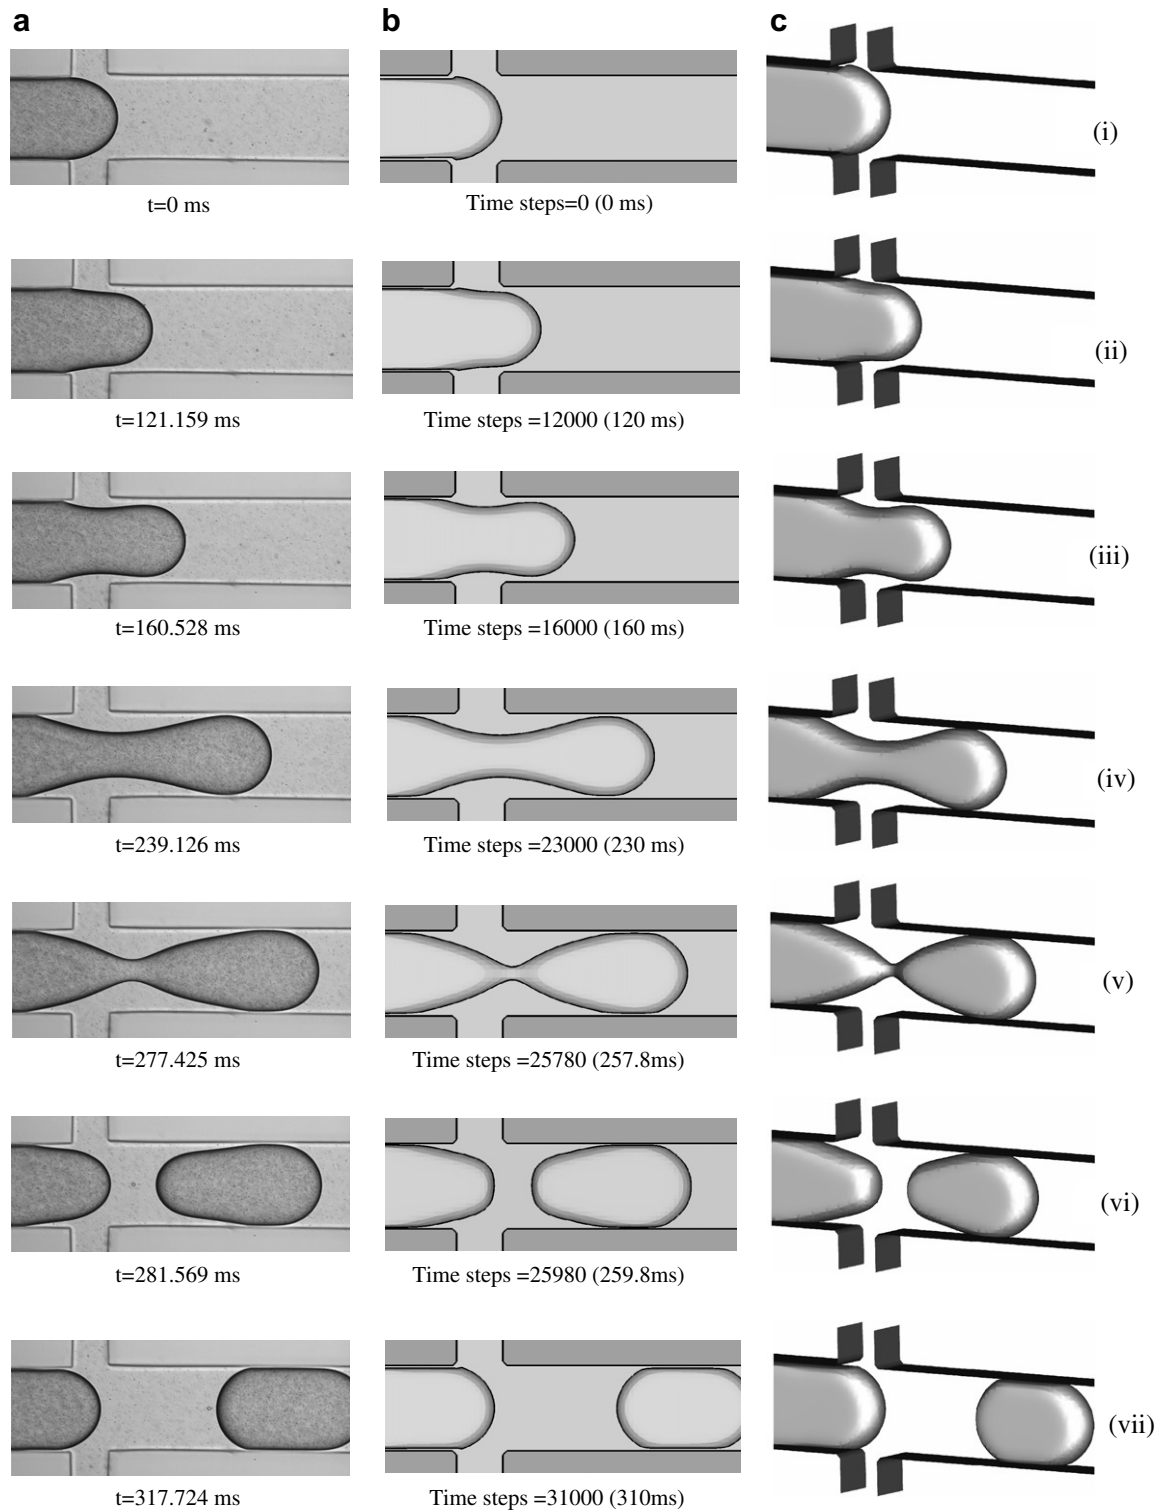 a b c
(i)
t=0 ms Time steps=0 (0 ms)
(ii)
t=121.159 ms Time steps =12000 (120 ms)
(iii)
t=160.528 ms Time steps =16000 (160 ms)
(iv)
t=239.126 ms Time steps =23000 (230 ms)
(v)
t=277.425 ms Time steps =25780 (257.8ms)
(vi)
t=281.569 ms Time steps =25980 (259.8ms)
(vii)
t=317.724 ms Time steps =31000 (310ms)